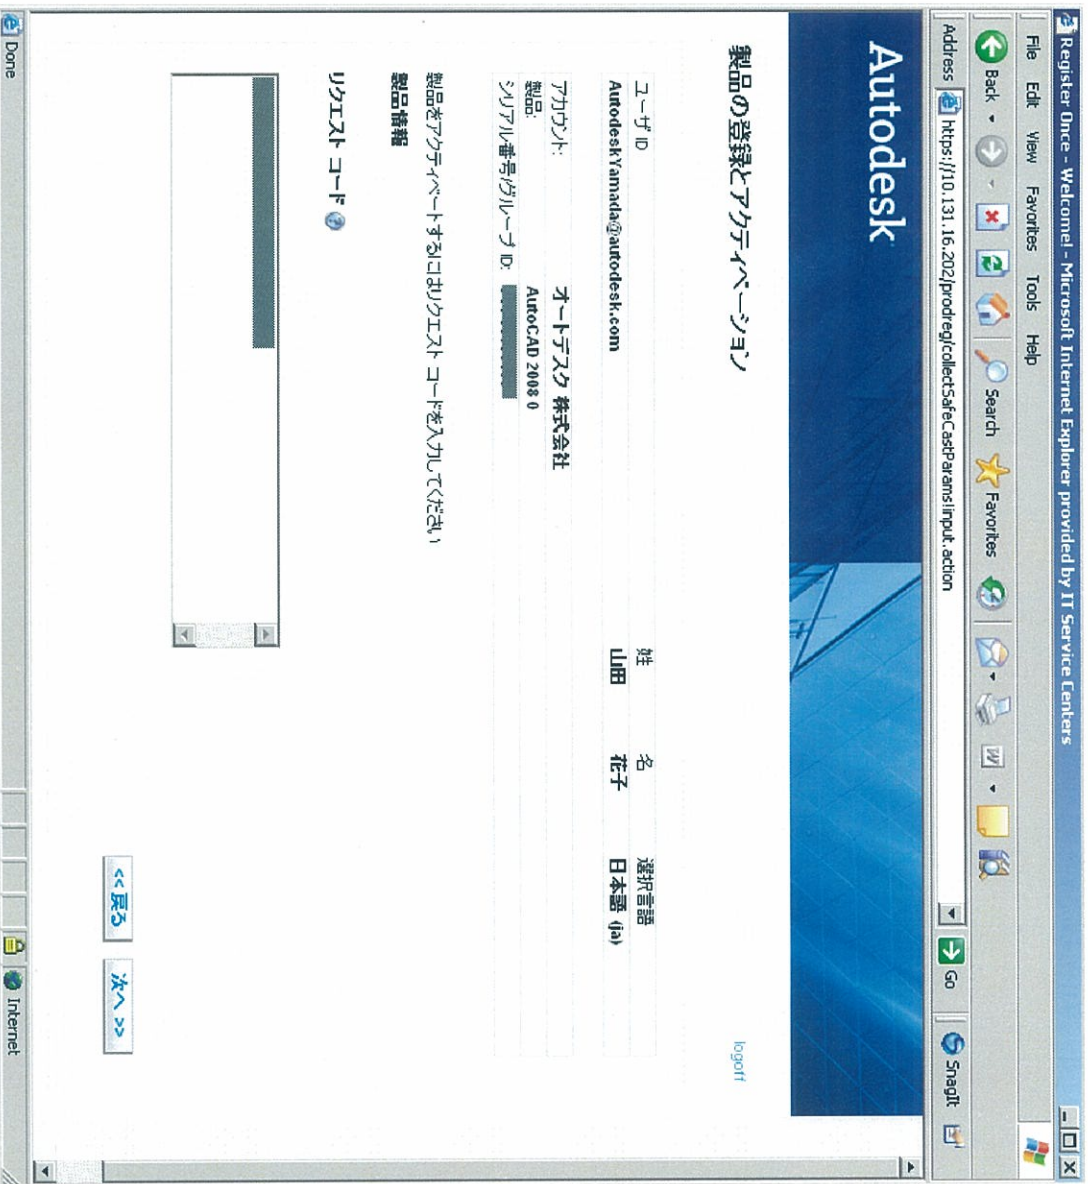 Register Once - Welcome! - Microsoft Internet Explorer provided by IT Service Centers
File Edit View Favorites Tools Help
Back Search Favorites
Address https://10.131.16.202/prodreg/collectSafeCastParams!input.action Go SnagIt
Autodesk
製品の登録とアクティベーション logoff
ユーザ ID 姓 名 選択言語
AutodeskYamada@autodesk.com 山田 花子 日本語 (ja)
アカウント: オートデスク 株式会社
製品: AutoCAD 2008 0
シリアル番号/グループ ID:
製品をアクティベートするにはリクエスト コードを入力してください
製品情報
リクエスト コード
<< 戻る 次へ >>
Done Internet